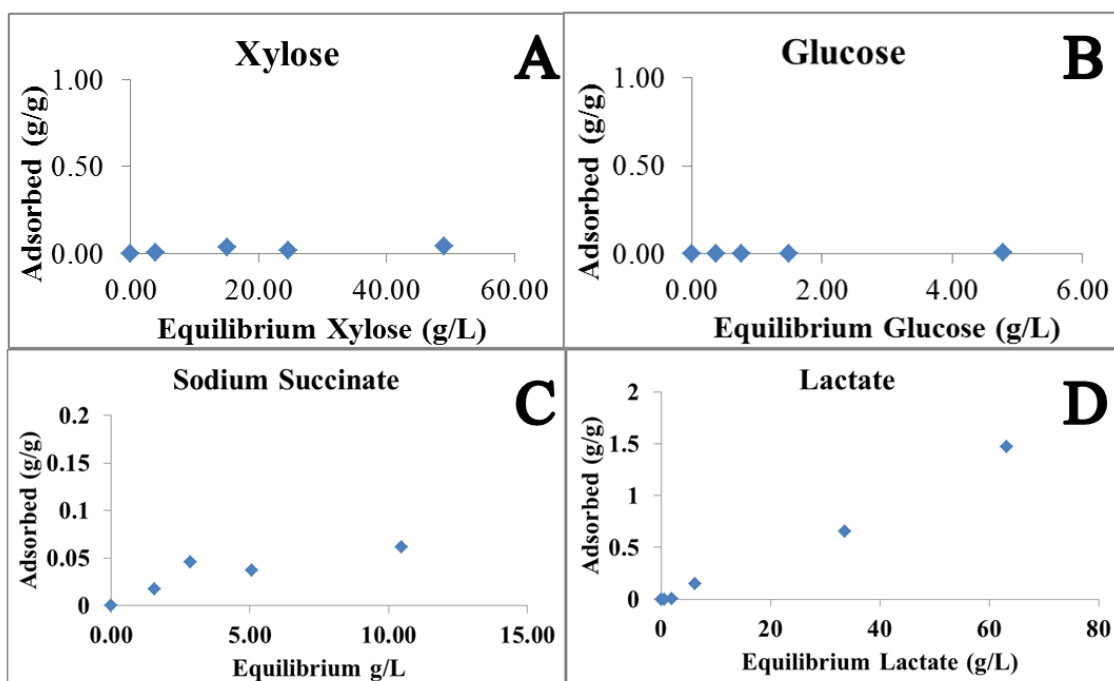 Xylose
A
1.00
0.50
0.00
Adsorbed (g/g)
0.00 20.00 40.00 60.00
Equilibrium Xylose (g/L)
Glucose
B
1.00
0.50
0.00
Adsorbed (g/g)
0.00 2.00 4.00 6.00
Equilibrium Glucose (g/L)
Sodium Succinate
C
0.2
0.15
0.1
0.05
0
Adsorbed (g/g)
0.00 5.00 10.00 15.00
Equilibrium g/L
Lactate
D
2
1.5
1
0.5
0
Adsorbed (g/g)
0 20 40 60 80
Equilibrium Lactate (g/L)